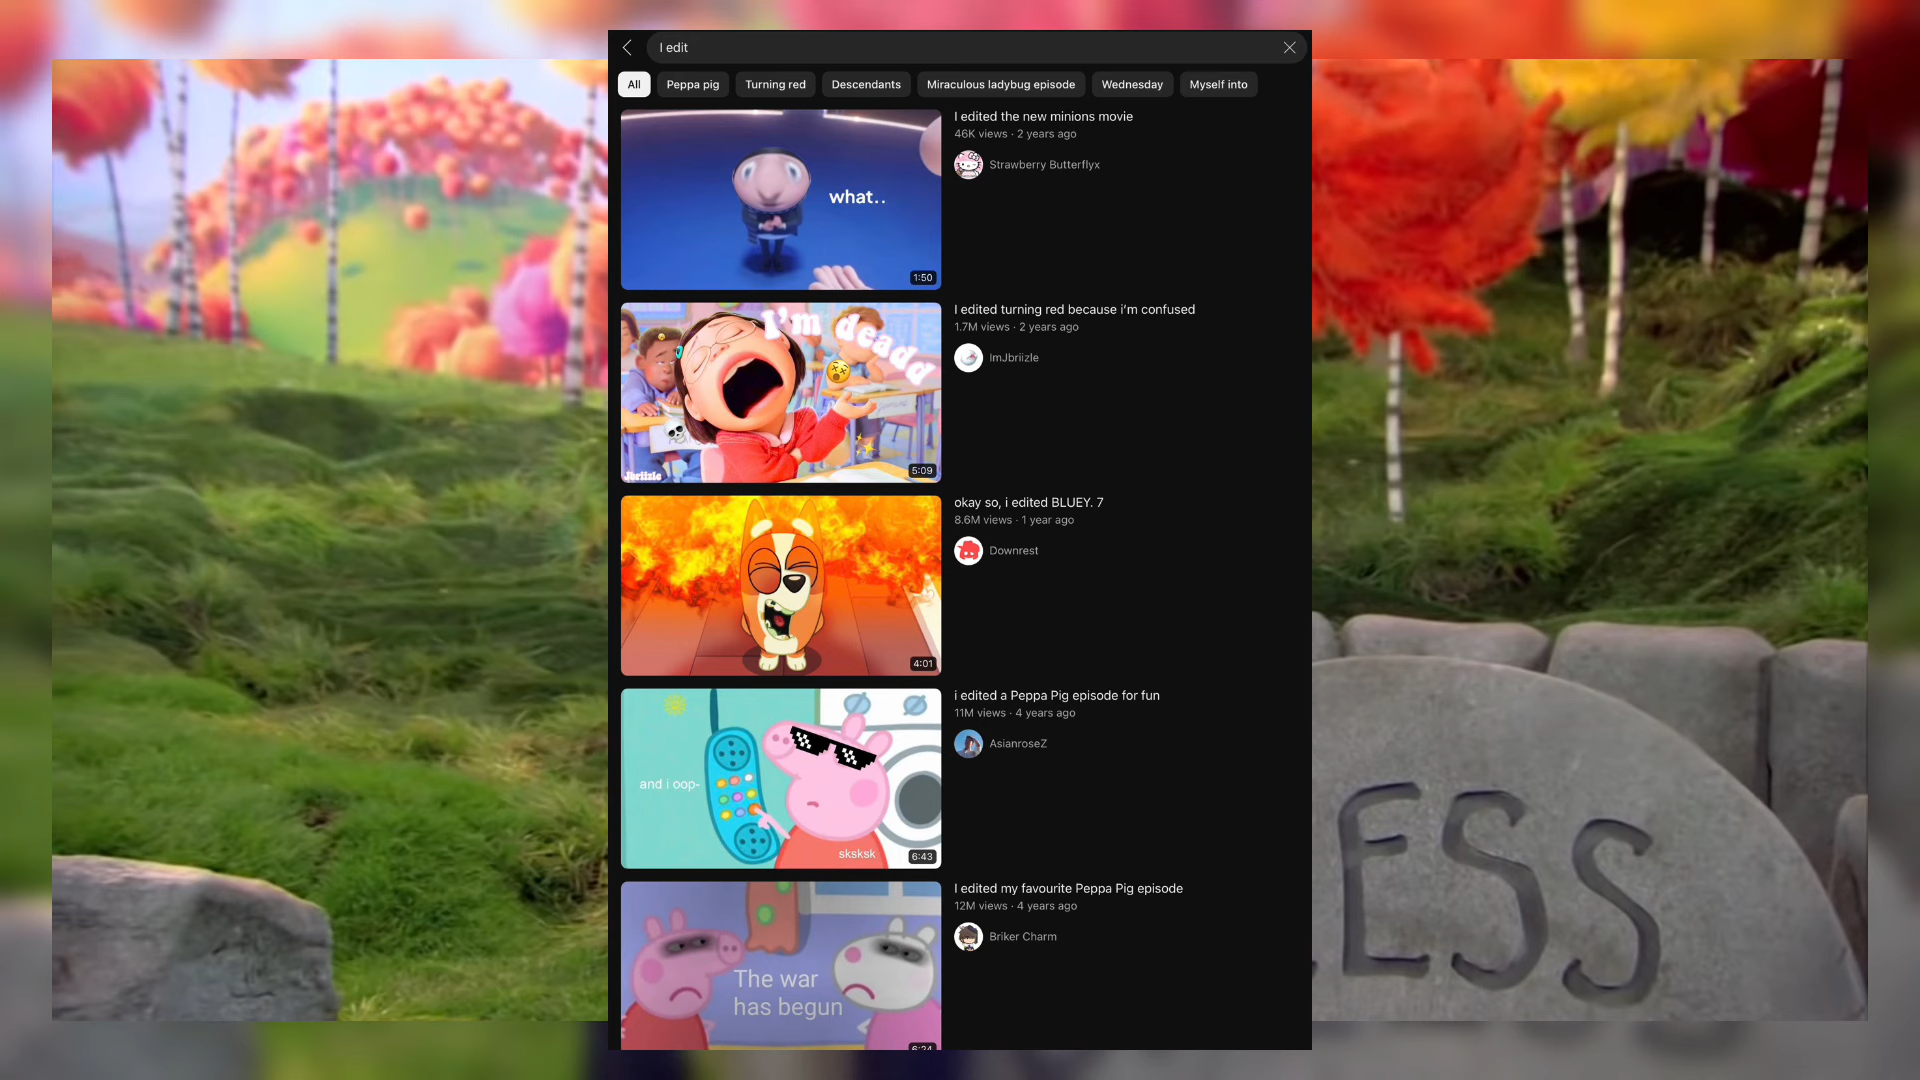 I edit
All
Peppa pig
Turning red
Descendants
Miraculous ladybug episode
Wednesday
Myself into
what..
1:50
I edited the new minions movie
46K views · 2 years ago
Strawberry Butterflyx
I'm deadd
Jbriizle
5:09
I edited turning red because i'm confused
1.7M views · 2 years ago
ImJbriizle
4:01
okay so, i edited BLUEY. 7
8.6M views · 1 year ago
Downrest
and i oop-
sksksk
6:43
i edited a Peppa Pig episode for fun
11M views · 4 years ago
AsianroseZ
The war
has begun
6:24
I edited my favourite Peppa Pig episode
12M views · 4 years ago
Briker Charm
ESS